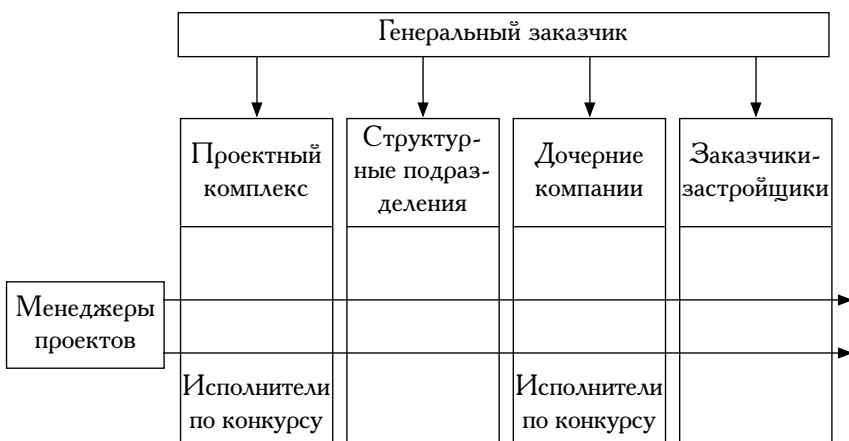 Генеральный заказчик
Проектный
комплекс
Структур-
ные подраз-
деления
Дочерние
компании
Заказчики-
застройщики
Менеджеры
проектов
Исполнители
по конкурсу
Исполнители
по конкурсу